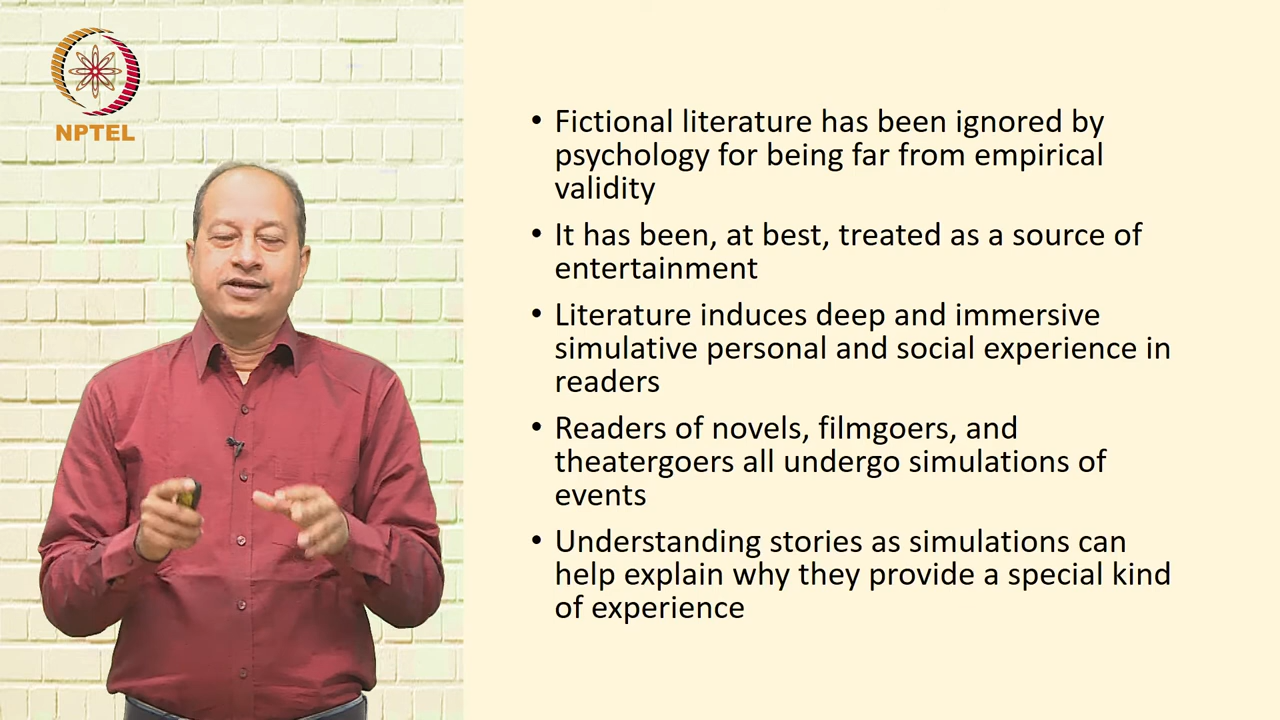 NPTEL
• Fictional literature has been ignored by
psychology for being far from empirical
validity
• It has been, at best, treated as a source of
entertainment
• Literature induces deep and immersive
simulative personal and social experience in
readers
• Readers of novels, filmgoers, and
theatergoers all undergo simulations of
events
• Understanding stories as simulations can
help explain why they provide a special kind
of experience